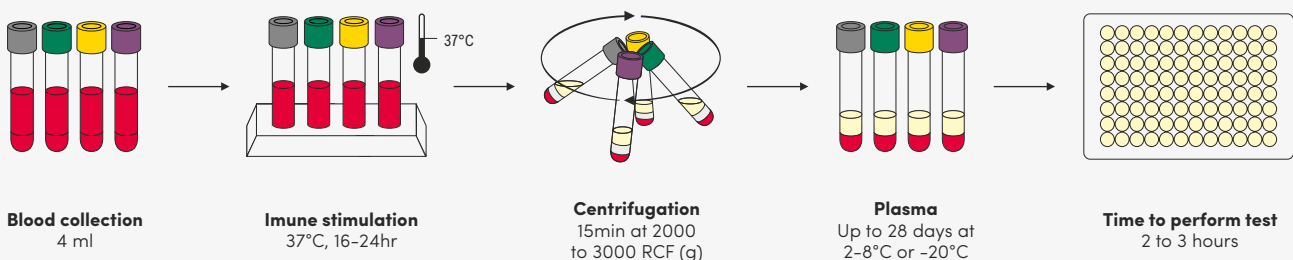 37°C
Blood collection
4 ml
Imune stimulation
37°C, 16-24hr
Centrifugation
15min at 2000
to 3000 RCF (g)
Plasma
Up to 28 days at
2-8°C or -20°C
Time to perform test
2 to 3 hours